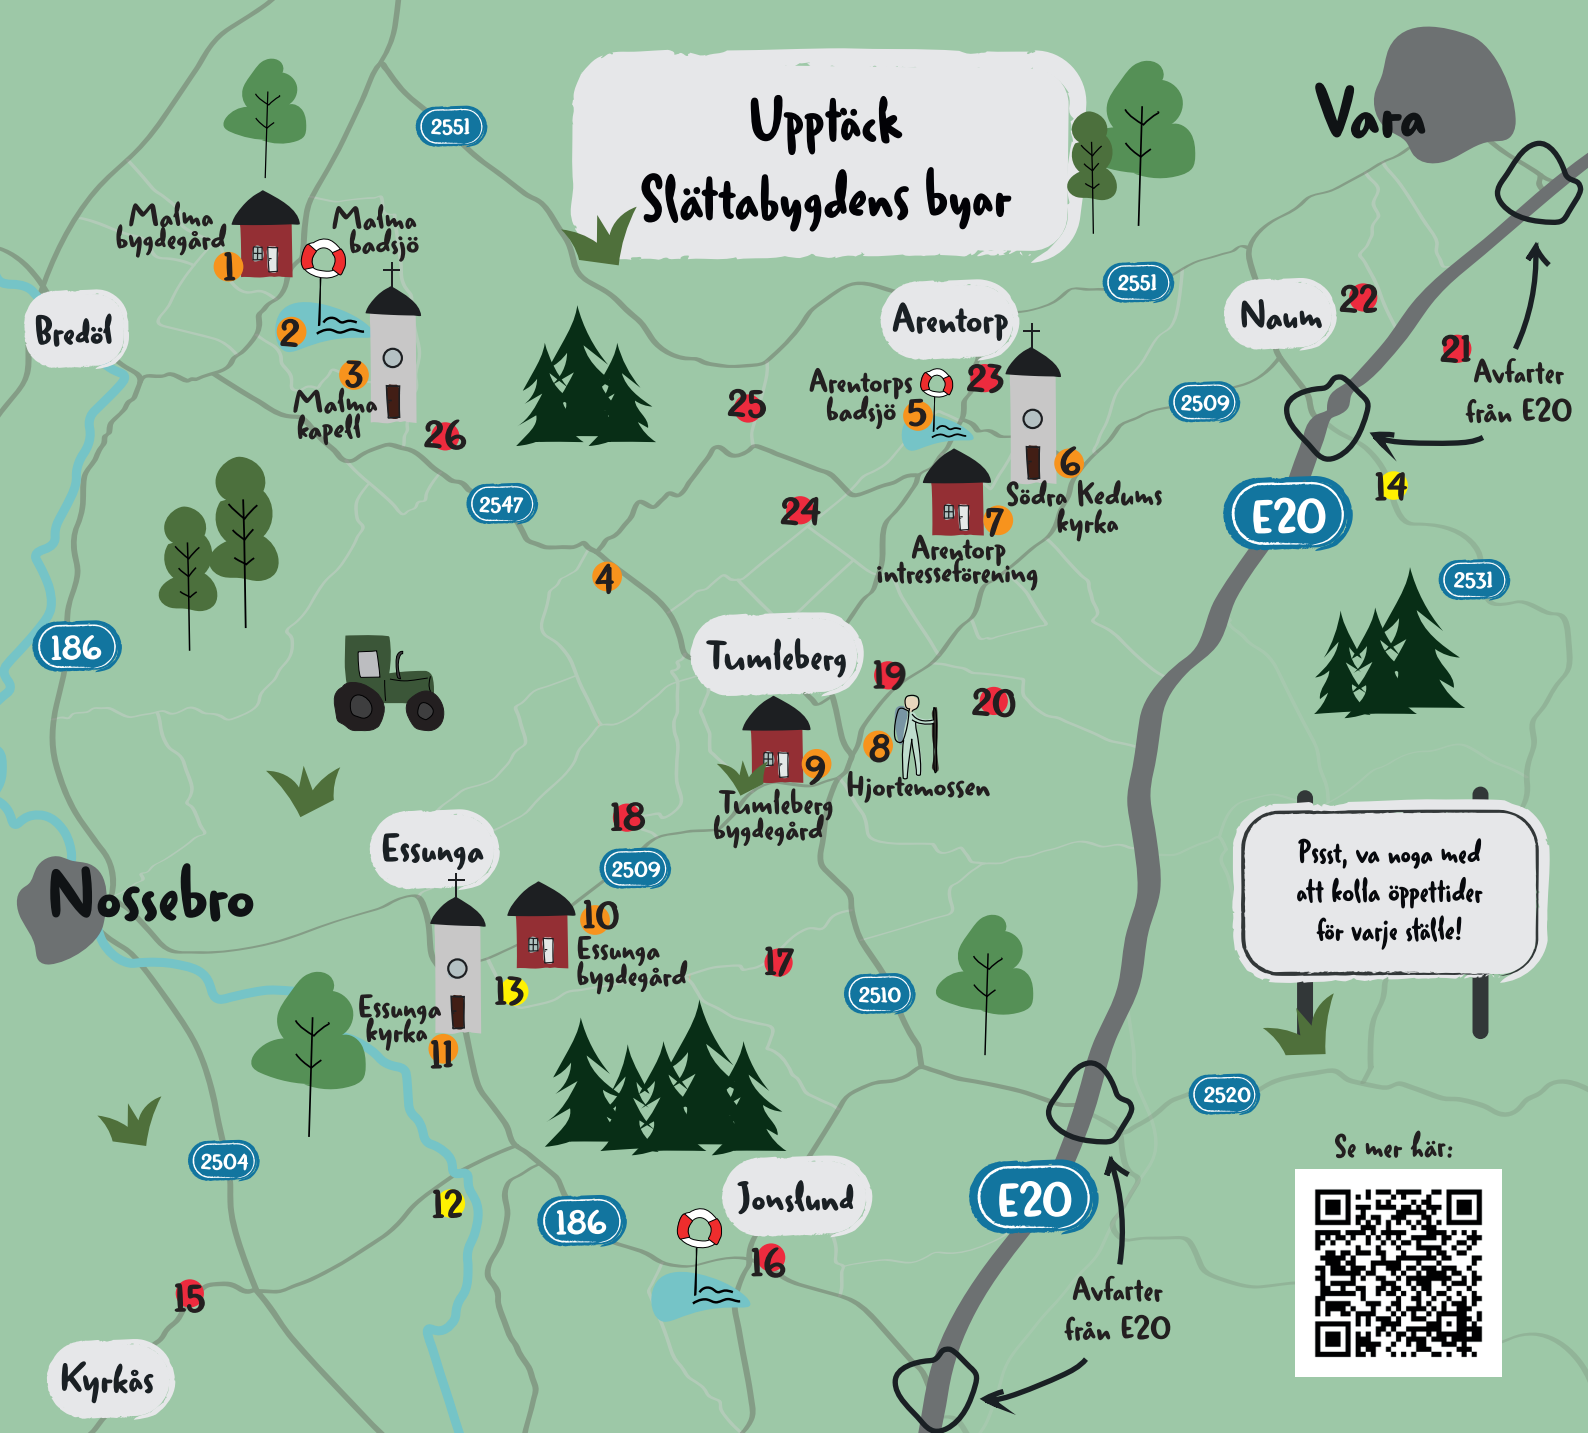 Upptäck
Slättabygdens byar
Vara
2551
Malma
bygdegård
1
Malma
badsjö
2
3
Malma
kapell
Bredöl
26
2551
Arentorp
Naum
22
21
Avfarter
från E20
Arentorps
badsjö
5
23
25
2509
6
Södra Kedums
kyrka
14
2547
24
7
Arentorp
intresseförening
E20
4
2531
186
Tumleberg
19
20
8
Hjortemossen
9
Tumleberg
bygdegård
18
Essunga
2509
Pssst, va noga med
att kolla öppettider
för varje ställe!
Nossebro
10
Essunga
bygdegård
17
13
2510
Essunga
kyrka
11
2520
Se mer här:
2504
12
186
Jonslund
E20
16
15
Avfarter
från E20
Kyrkås